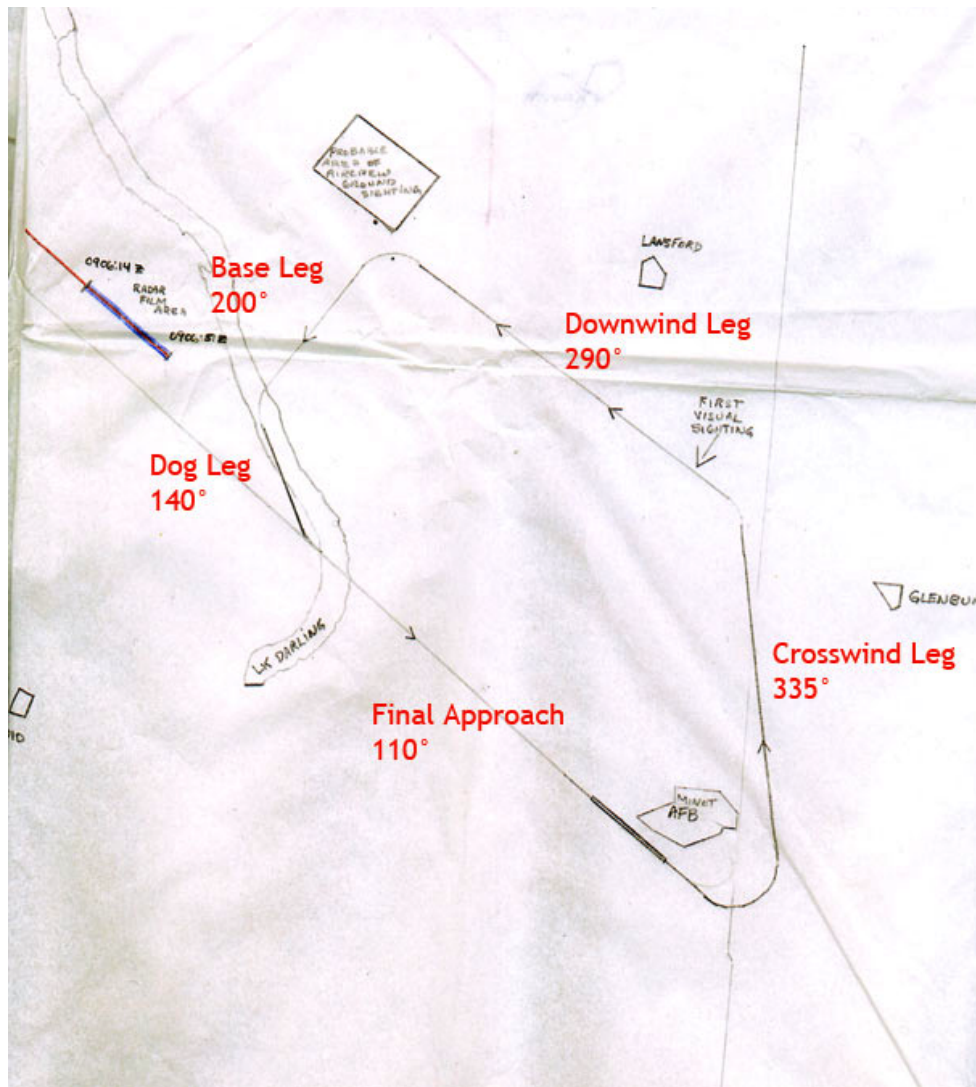 PROBABLE
AREA OF
AIRCREW
GROUND
SIGHTING
LANSFORD
0906:14 Z
RADAR
FILM
AREA
0906:51 Z
Base Leg
200°
Downwind Leg
290°
FIRST
VISUAL
SIGHTING
Dog Leg
140°
GLENBU
LK DARLING
Crosswind Leg
335°
Final Approach
110°
MINOT
AFB